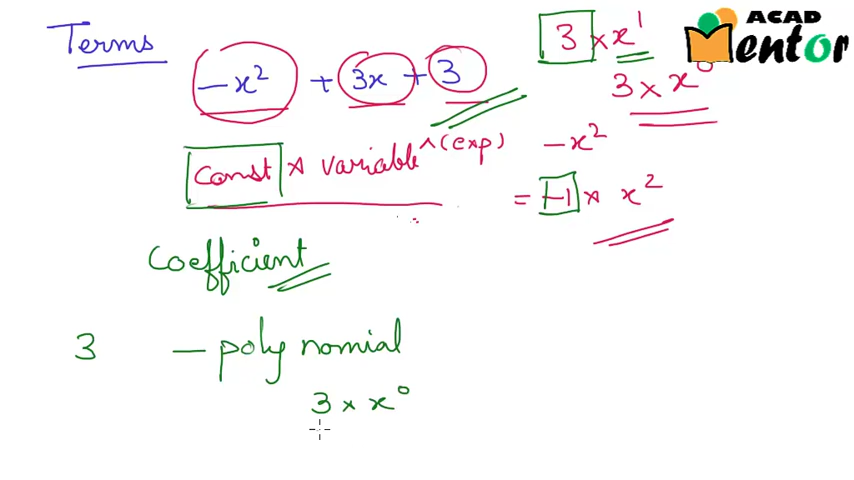 Terms
-x² + 3x + 3
3 × x¹
3 × x⁰
ACAD
Mentor
const × variable^(exp)
-x²
= -1 × x²
Coefficient
3 — polynomial
3 × x⁰